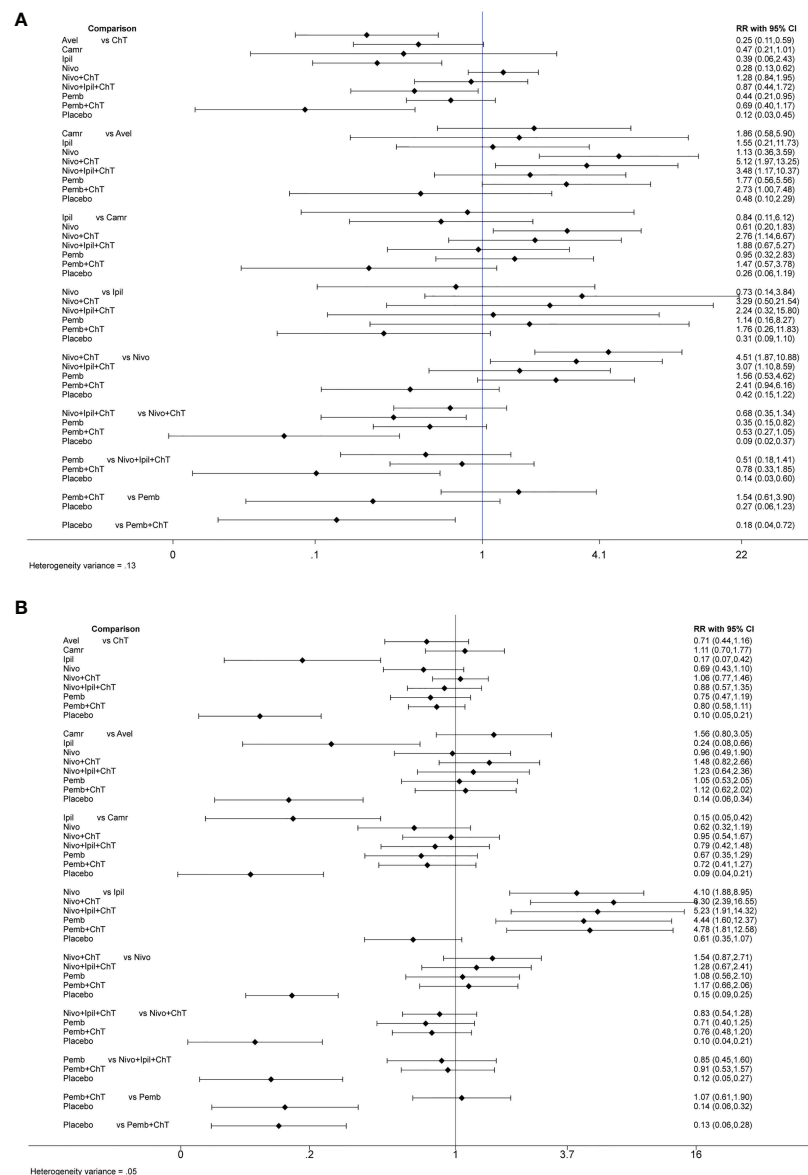 A
Comparison RR with 95% CI
Avel vs ChT 0.25 (0.11,0.59)
Camr 0.47 (0.21,1.01)
Ipil 0.39 (0.06,2.43)
Nivo 0.28 (0.13,0.62)
Nivo+ChT 1.28 (0.84,1.95)
Nivo+Ipil+ChT 0.87 (0.44,1.72)
Pemb 0.44 (0.21,0.95)
Pemb+ChT 0.69 (0.40,1.17)
Placebo 0.12 (0.03,0.45)
Camr vs Avel 1.86 (0.58,5.90)
Ipil 1.55 (0.21,11.73)
Nivo 1.13 (0.36,3.59)
Nivo+ChT 5.12 (1.97,13.25)
Nivo+Ipil+ChT 3.48 (1.17,10.37)
Pemb 1.77 (0.56,5.56)
Pemb+ChT 2.73 (1.00,7.48)
Placebo 0.48 (0.10,2.29)
Ipil vs Camr 0.84 (0.11,6.12)
Nivo 0.61 (0.20,1.83)
Nivo+ChT 2.76 (1.14,6.67)
Nivo+Ipil+ChT 1.88 (0.67,5.27)
Pemb 0.95 (0.32,2.83)
Pemb+ChT 1.47 (0.57,3.78)
Placebo 0.26 (0.06,1.19)
Nivo vs Ipil 0.73 (0.14,3.84)
Nivo+ChT 3.29 (0.50,21.54)
Nivo+Ipil+ChT 2.24 (0.32,15.80)
Pemb 1.14 (0.16,8.27)
Pemb+ChT 1.76 (0.26,11.83)
Placebo 0.31 (0.09,1.10)
Nivo+ChT vs Nivo 4.51 (1.87,10.88)
Nivo+Ipil+ChT 3.07 (1.10,8.59)
Pemb 1.56 (0.53,4.62)
Pemb+ChT 2.41 (0.94,6.16)
Placebo 0.42 (0.15,1.22)
Nivo+Ipil+ChT vs Nivo+ChT 0.68 (0.35,1.34)
Pemb 0.35 (0.15,0.82)
Pemb+ChT 0.53 (0.27,1.05)
Placebo 0.09 (0.02,0.37)
Pemb vs Nivo+Ipil+ChT 0.51 (0.18,1.41)
Pemb+ChT 0.78 (0.33,1.85)
Placebo 0.14 (0.03,0.60)
Pemb+ChT vs Pemb 1.54 (0.61,3.90)
Placebo 0.27 (0.06,1.23)
Placebo vs Pemb+ChT 0.18 (0.04,0.72)
0 .1 1 4.1 22
Heterogeneity variance = .13
B
Comparison RR with 95% CI
Avel vs ChT 0.71 (0.44,1.16)
Camr 1.11 (0.70,1.77)
Ipil 0.17 (0.07,0.42)
Nivo 0.69 (0.43,1.10)
Nivo+ChT 1.06 (0.77,1.46)
Nivo+Ipil+ChT 0.88 (0.57,1.35)
Pemb 0.75 (0.47,1.19)
Pemb+ChT 0.80 (0.58,1.11)
Placebo 0.10 (0.05,0.21)
Camr vs Avel 1.56 (0.80,3.05)
Ipil 0.24 (0.08,0.66)
Nivo 0.96 (0.49,1.90)
Nivo+ChT 1.48 (0.82,2.66)
Nivo+Ipil+ChT 1.23 (0.64,2.36)
Pemb 1.05 (0.53,2.05)
Pemb+ChT 1.12 (0.62,2.02)
Placebo 0.14 (0.06,0.34)
Ipil vs Camr 0.15 (0.05,0.42)
Nivo 0.62 (0.32,1.19)
Nivo+ChT 0.95 (0.54,1.67)
Nivo+Ipil+ChT 0.79 (0.42,1.48)
Pemb 0.67 (0.35,1.29)
Pemb+ChT 0.72 (0.41,1.27)
Placebo 0.09 (0.04,0.21)
Nivo vs Ipil 4.10 (1.88,8.95)
Nivo+ChT 6.30 (2.39,16.55)
Nivo+Ipil+ChT 5.23 (1.91,14.32)
Pemb 4.44 (1.60,12.37)
Pemb+ChT 4.78 (1.81,12.58)
Placebo 0.61 (0.35,1.07)
Nivo+ChT vs Nivo 1.54 (0.87,2.71)
Nivo+Ipil+ChT 1.28 (0.67,2.41)
Pemb 1.08 (0.56,2.10)
Pemb+ChT 1.17 (0.66,2.06)
Placebo 0.15 (0.09,0.25)
Nivo+Ipil+ChT vs Nivo+ChT 0.83 (0.54,1.28)
Pemb 0.71 (0.40,1.25)
Pemb+ChT 0.76 (0.48,1.20)
Placebo 0.10 (0.04,0.21)
Pemb vs Nivo+Ipil+ChT 0.85 (0.45,1.60)
Pemb+ChT 0.91 (0.53,1.57)
Placebo 0.12 (0.05,0.27)
Pemb+ChT vs Pemb 1.07 (0.61,1.90)
Placebo 0.14 (0.06,0.32)
Placebo vs Pemb+ChT 0.13 (0.06,0.28)
0 .2 1 3.7 16
Heterogeneity variance = .05